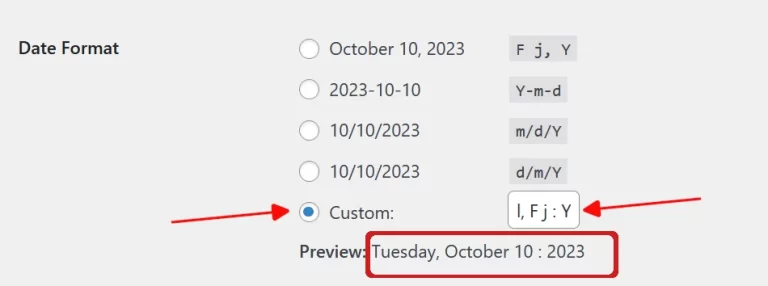 Date Format
October 10, 2023 F j, Y
2023-10-10 Y-m-d
10/10/2023 m/d/Y
10/10/2023 d/m/Y
Custom: l, F j : Y
Preview: Tuesday, October 10 : 2023